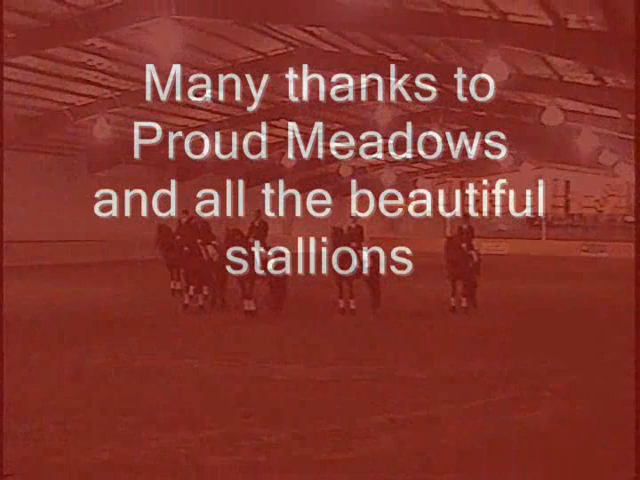 Many thanks to
Proud Meadows
and all the beautiful
stallions